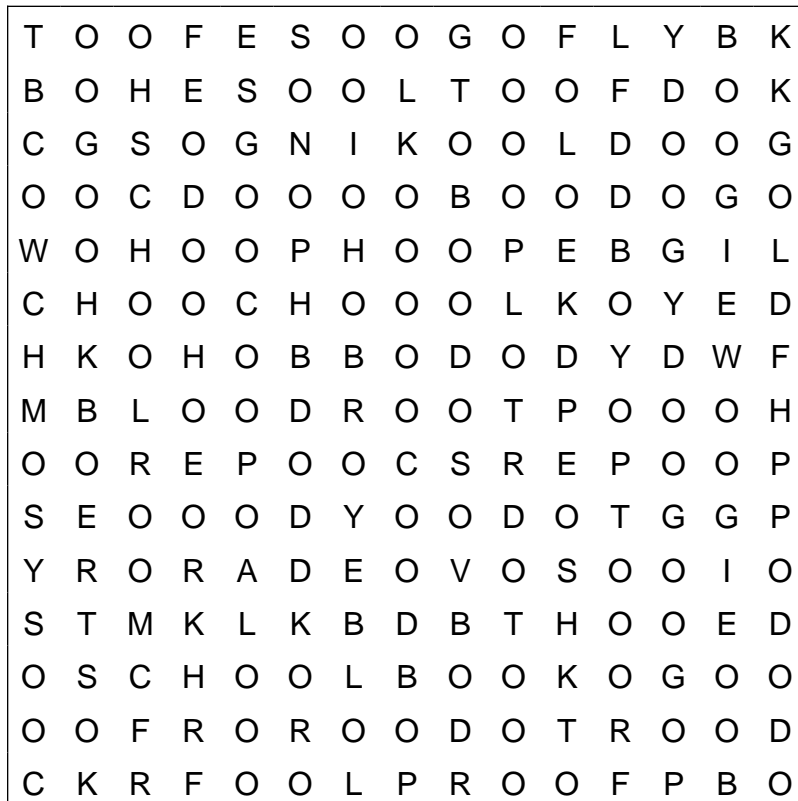 T O O F E S O O G O F L Y B K
B O H E S O O L T O O F D O K
C G S O G N I K O O L D O O G
O O C D O O O O B O O D O G O
W O H O O P H O O P E B G I L
C H O O C H O O O L K O Y E D
H K O H O B B O D O D Y D W F
M B L O O D R O O T P O O O H
O O R E P O O C S R E P O O P
S E O O O D Y O O D O T G G P
Y R O R A D E O V O S O O I O
S T M K L K B D B T H O O E D
O S C H O O L B O O K O G O O
O O F R O R O O D O T R O O D
C K R F O O L P R O O F P B O